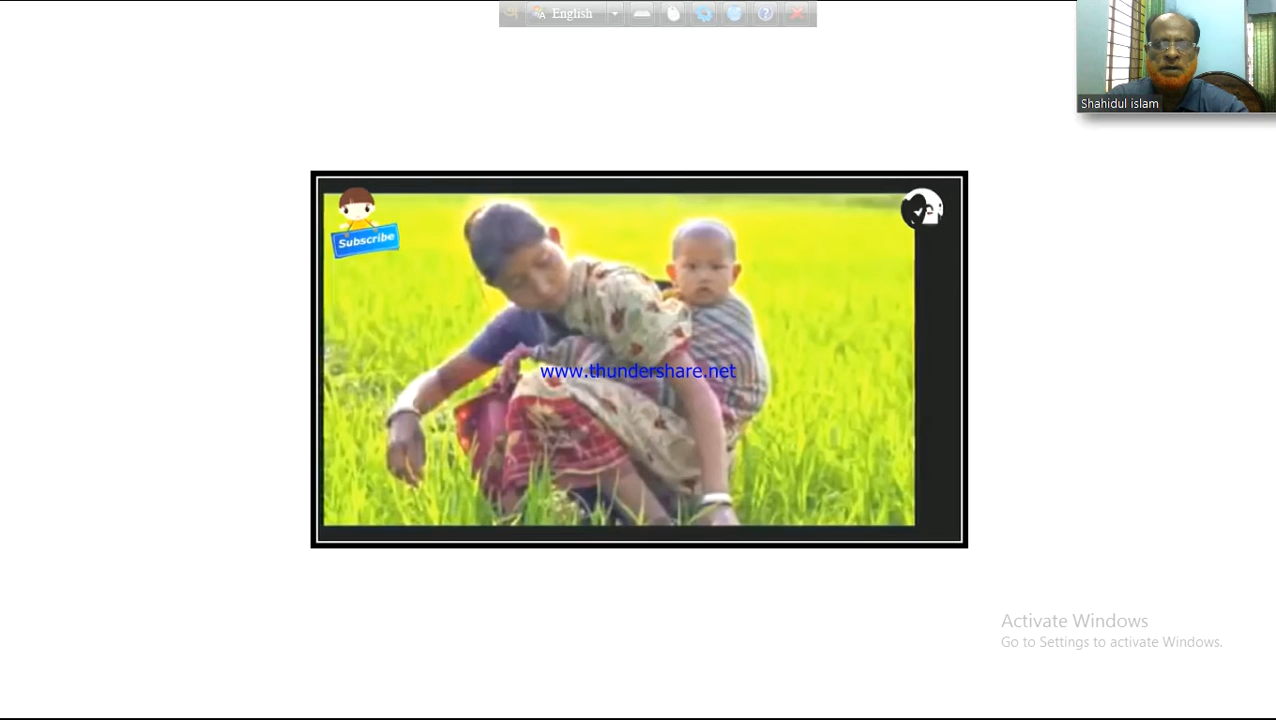 English
Shahidul islam
Subscribe
www.thundershare.net
Activate Windows
Go to Settings to activate Windows.